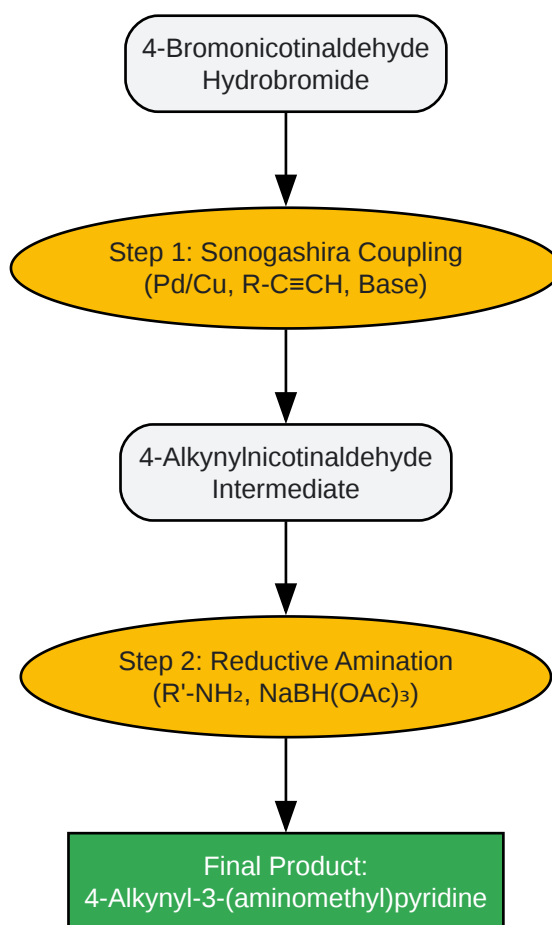 4-Bromonicotinaldehyde
Hydrobromide
Step 1: Sonogashira Coupling
(Pd/Cu, R-C≡CH, Base)
4-Alkynylnicotinaldehyde
Intermediate
Step 2: Reductive Amination
(R'-NH₂, NaBH(OAc)₃)
Final Product:
4-Alkynyl-3-(aminomethyl)pyridine